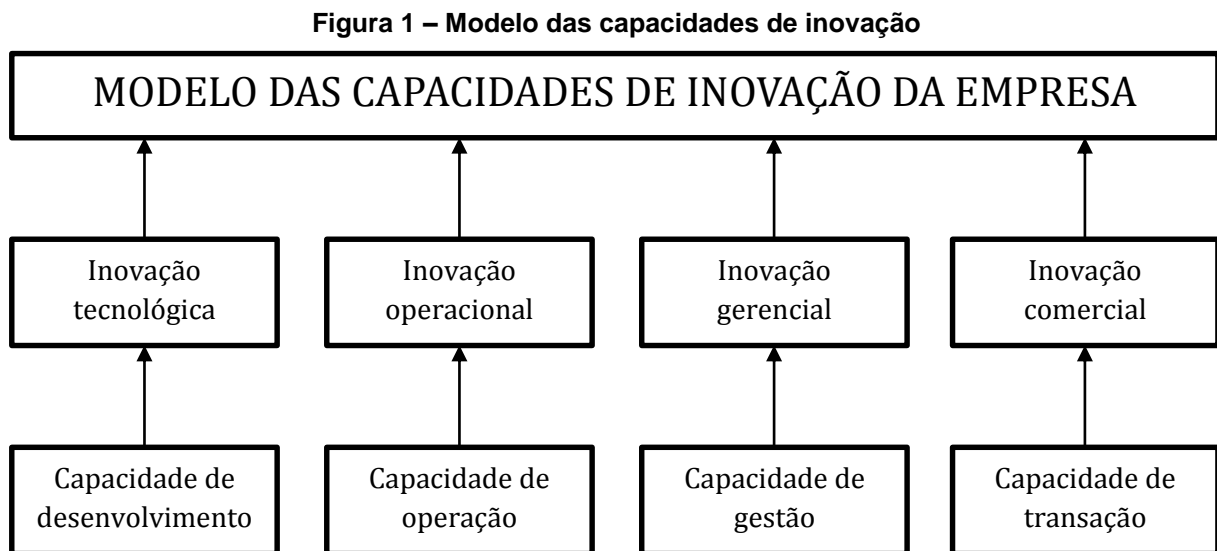 Figura 1 – Modelo das capacidades de inovação
MODELO DAS CAPACIDADES DE INOVAÇÃO DA EMPRESA
Inovação
tecnológica
Inovação
operacional
Inovação
gerencial
Inovação
comercial
Capacidade de
desenvolvimento
Capacidade de
operação
Capacidade de
gestão
Capacidade de
transação